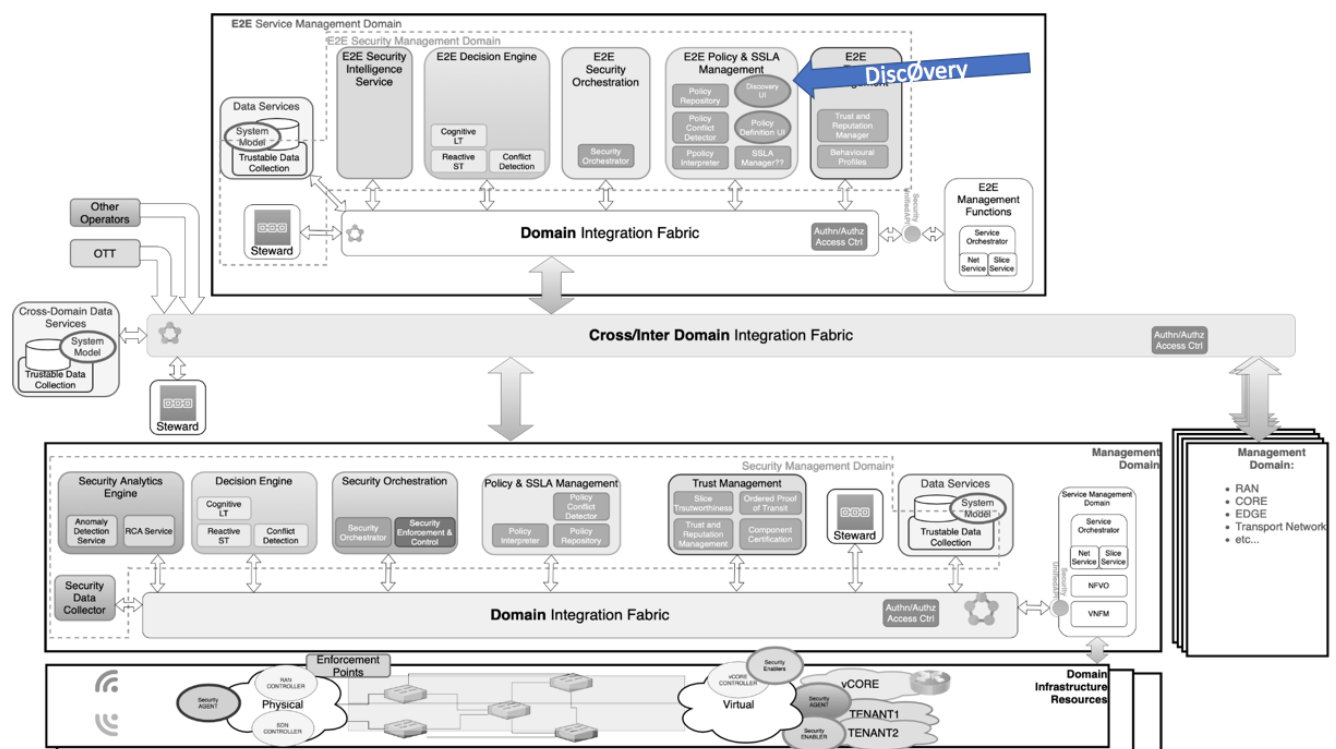 E2E Service Management Domain
E2E Security Management Domain
E2E Security
Intelligence
Service
E2E Decision Engine
Cognitive
LT
Reactive
ST
Conflict
Detection
E2E
Security
Orchestration
Security
Orchestrator
E2E Policy & SSLA
Management
Policy
Repository
Discovery
UI
Policy
Conflict
Detector
Policy
Definition UI
Ppolicy
Interpreter
SSLA
Manager??
E2E
DiscØvery
Trust and
Reputation
Manager
Behavioural
Profiles
Data Services
System
Model
Trustable Data
Collection
Steward
Domain Integration Fabric
Authn/Authz
Access Ctrl
Security
UnifiedAPI
E2E
Management
Functions
Service
Orchestrator
Net
Service
Slice
Service
Other
Operators
OTT
Cross-Domain Data
Services
System
Model
Trustable Data
Collection
Cross/Inter Domain Integration Fabric
Authn/Authz
Access Ctrl
Steward
Management
Domain
Security Management Domain
Security Analytics
Engine
Anomaly
Detection
Service
RCA Service
Decision Engine
Cognitive
LT
Reactive
ST
Conflict
Detection
Security Orchestration
Security
Orchestrator
Security
Enforcement &
Control
Policy & SSLA Management
Policy
Conflict
Detector
Policy
Interpreter
Policy
Repository
Trust Management
Slice
Trutworthiness
Ordered Proof
of Transit
Trust and
Reputation
Management
Component
Certification
Steward
Data Services
System
Model
Trustable Data
Collection
Security
Data
Collector
Domain Integration Fabric
Authn/Authz
Access Ctrl
Security
UnifiedAPI
Service Management
Domain
Service
Orchestrator
Net
Service
Slice
Service
NFVO
VNFM
Management
Domain:
• RAN
• CORE
• EDGE
• Transport Network
• etc...
Enforcement
Points
RAN
CONTROLLER
Security
AGENT
Physical
SDN
CONTROLLER
vCORE
CONTROLLER
Security
Enablers
Virtual
vCORE
Security
AGENT
TENANT1
Security
ENABLER
TENANT2
Domain
Infrastructure
Resources